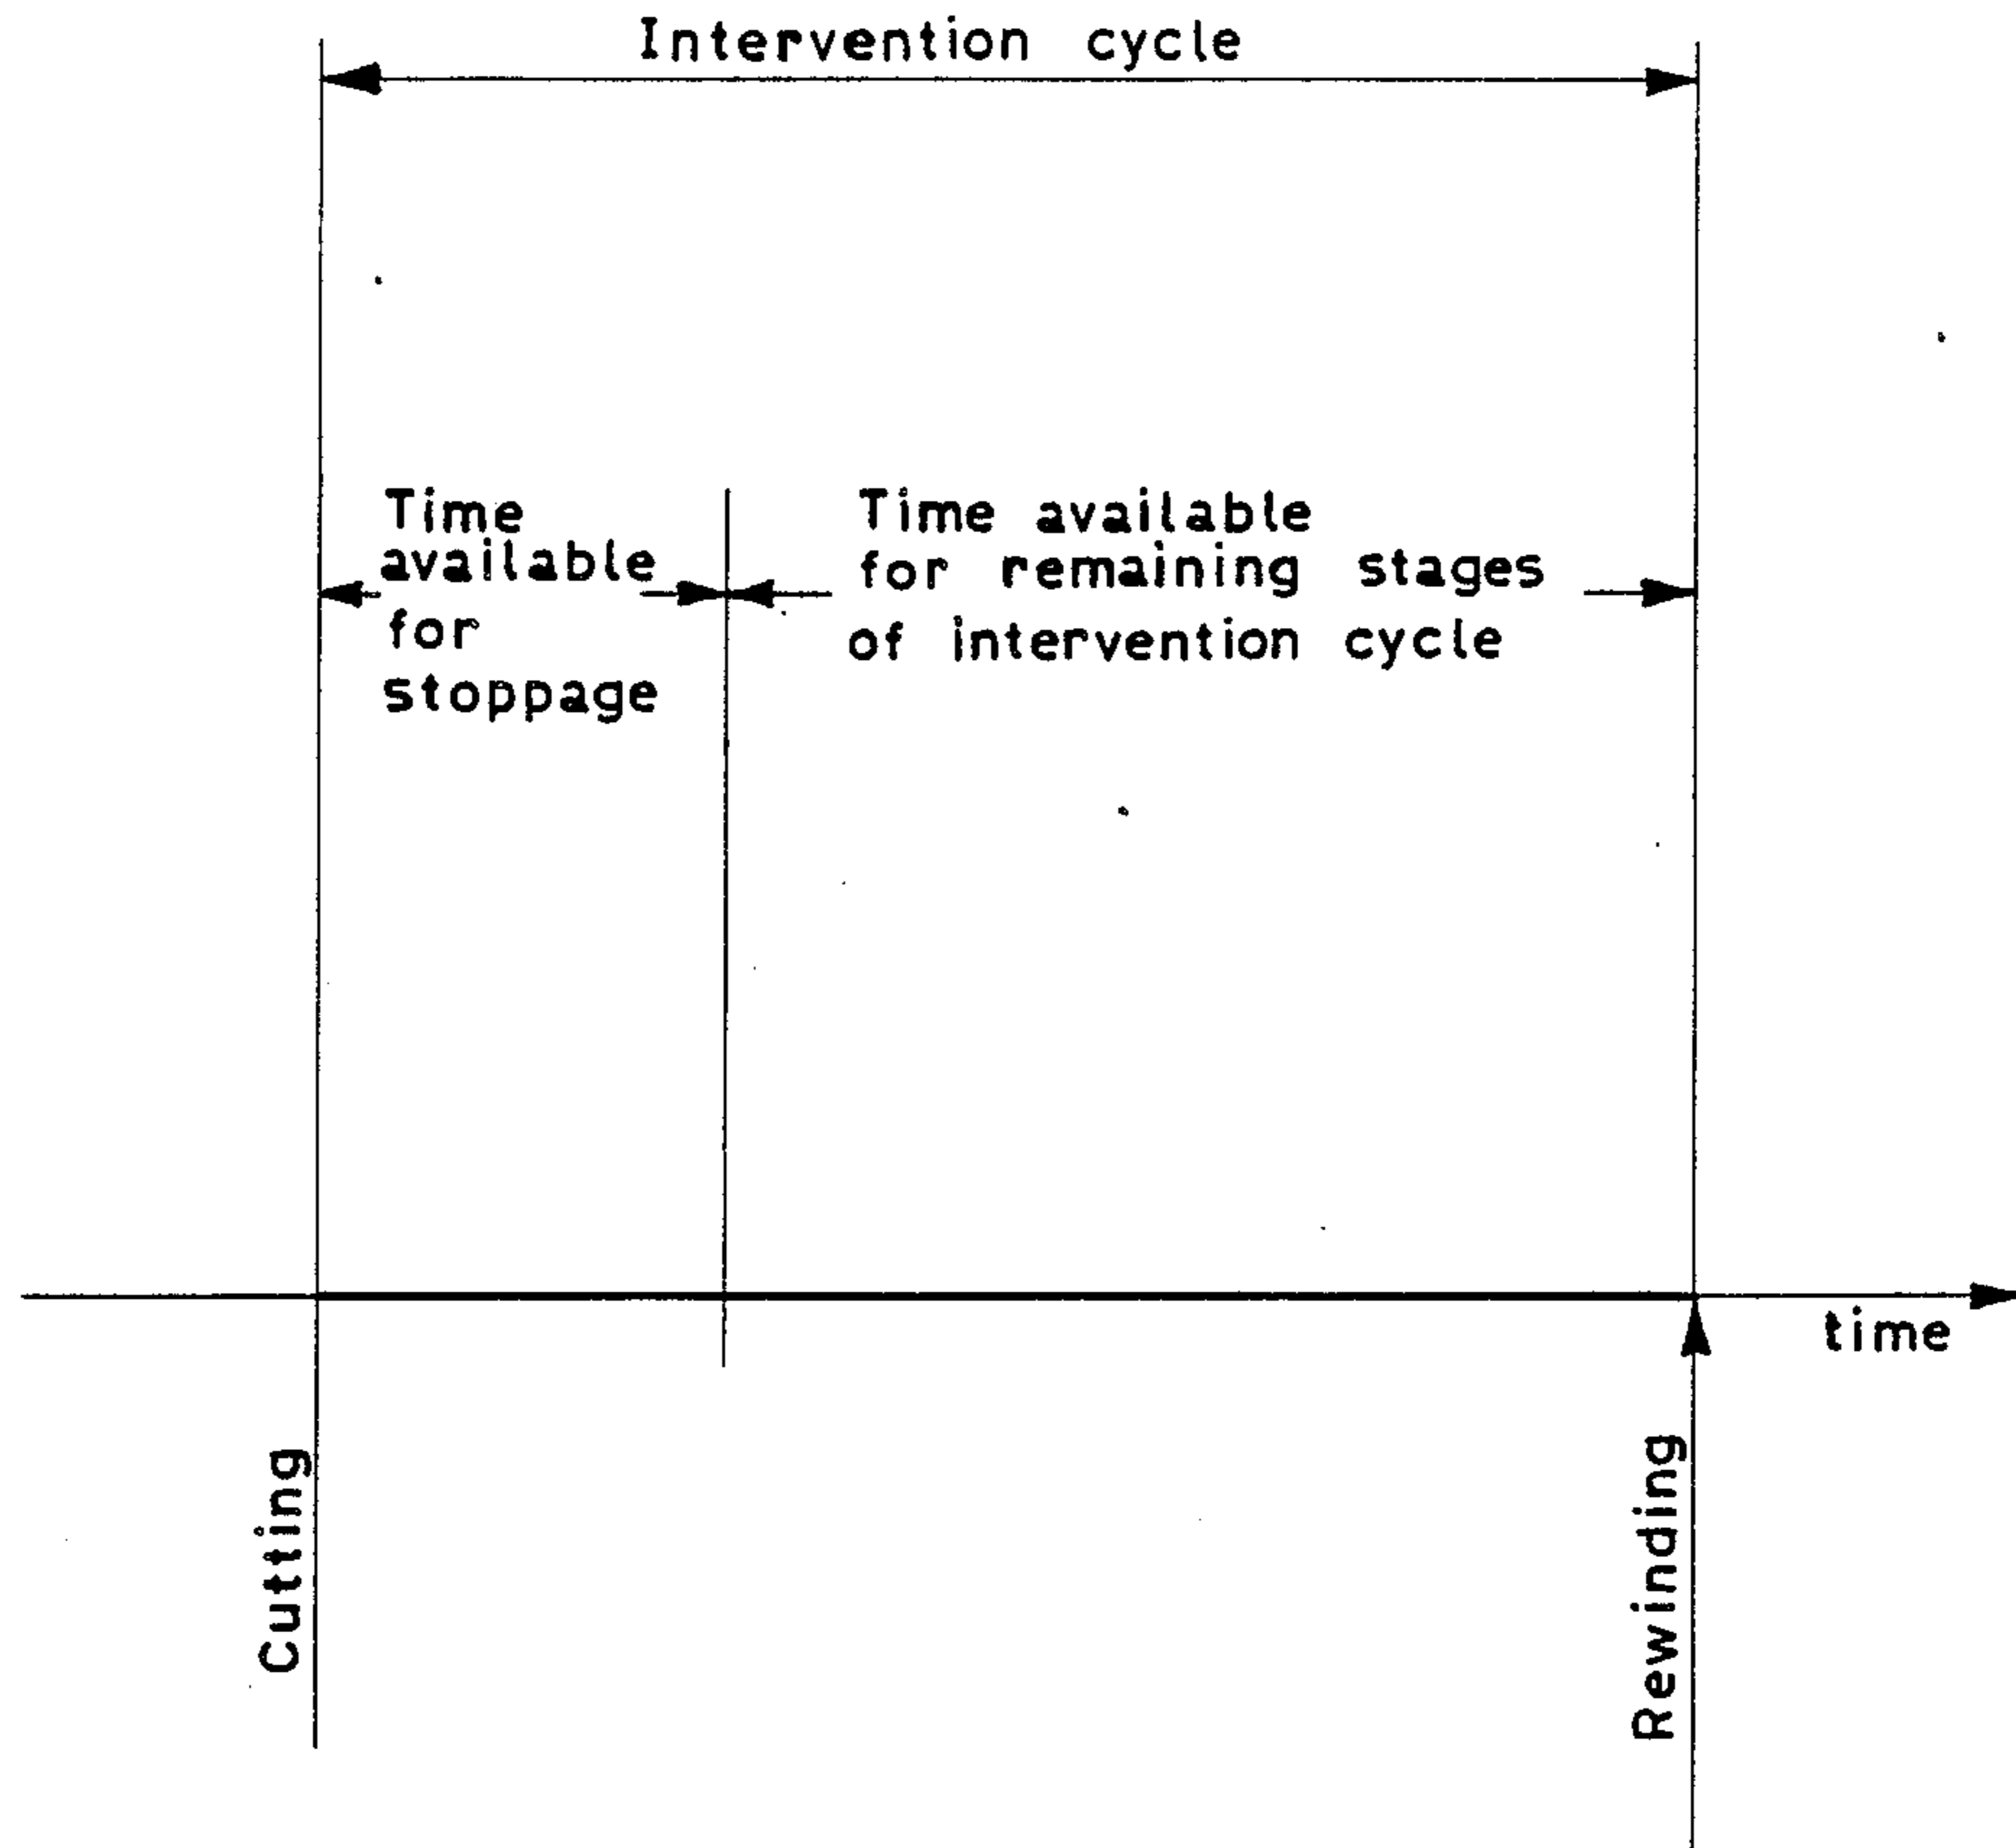 Intervention cycle
Time
available
for
stoppage
Time available
for remaining stages
of intervention cycle
time
Cutting
Rewinding